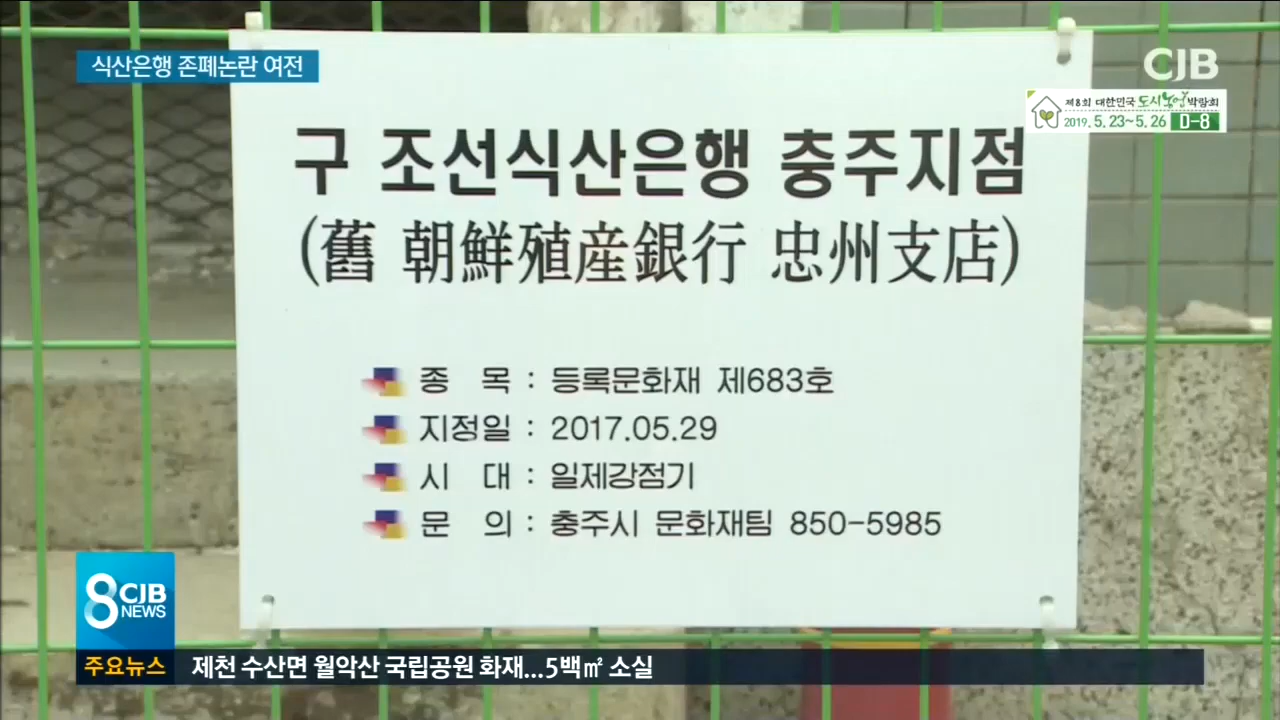 식산은행 존폐논란 여전
CJB
제8회 대한민국 도시농업박람회
2019. 5. 23~5. 26 D-8
구 조선식산은행 충주지점
(舊 朝鮮殖産銀行 忠州支店)
종 목 : 등록문화재 제683호
지정일 : 2017.05.29
시 대 : 일제강점기
문 의 : 충주시 문화재팀 850-5985
8 CJB NEWS
주요뉴스 제천 수산면 월악산 국립공원 화재...5백㎡ 소실